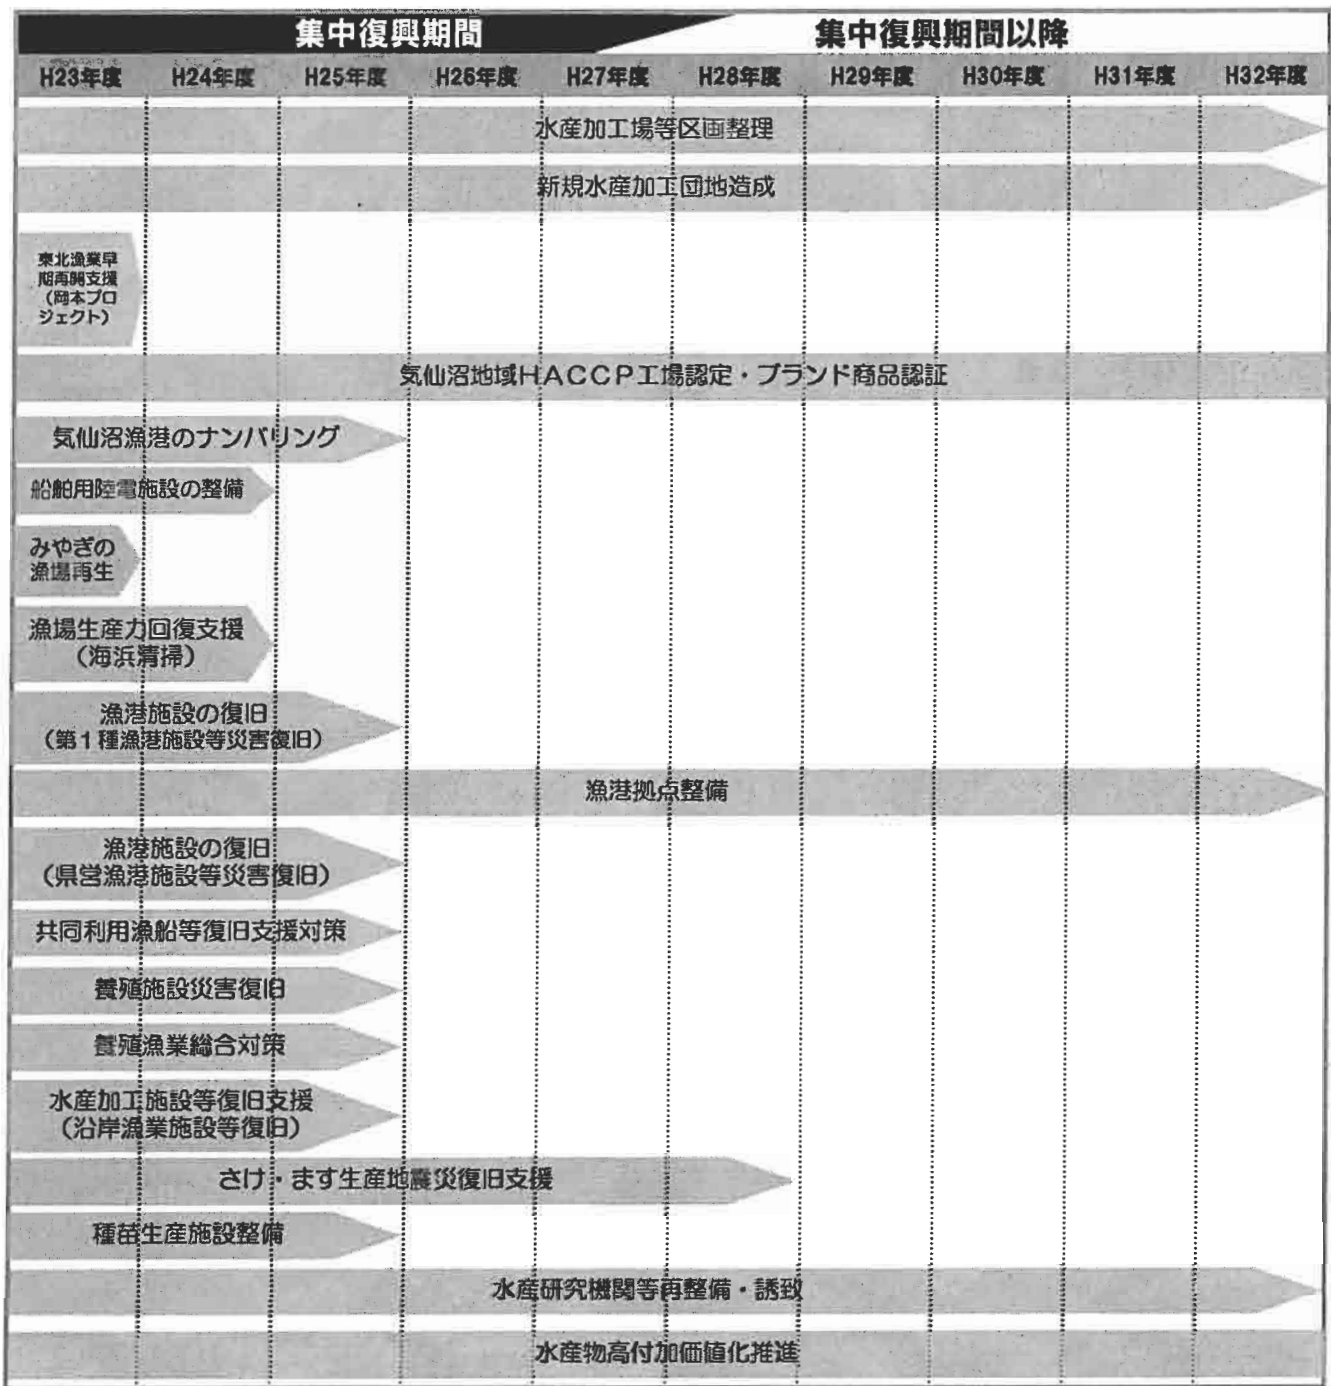 集中復興期間 集中復興期間以降
H23年度 H24年度 H25年度 H26年度 H27年度 H28年度 H29年度 H30年度 H31年度 H32年度
水産加工場等区画整理
新規水産加工団地造成
東北漁業早
期再開支援
(岡本プロ
ジェクト)
気仙沼地域HACCP工場認定・ブランド商品認証
気仙沼漁港のナンバリング
船舶用陸電施設の整備
みやぎの
漁場再生
漁場生産力回復支援
(海浜清掃)
漁港施設の復旧
(第1種漁港施設等災害復旧)
漁港拠点整備
漁港施設の復旧
(県営漁港施設等災害復旧)
共同利用漁船等復旧支援対策
養殖施設災害復旧
養殖漁業総合対策
水産加工施設等復旧支援
(沿岸漁業施設等復旧)
さけ・ます生産地震災復旧支援
種苗生産施設整備
水産研究機関等再整備・誘致
水産物高付加価値化推進